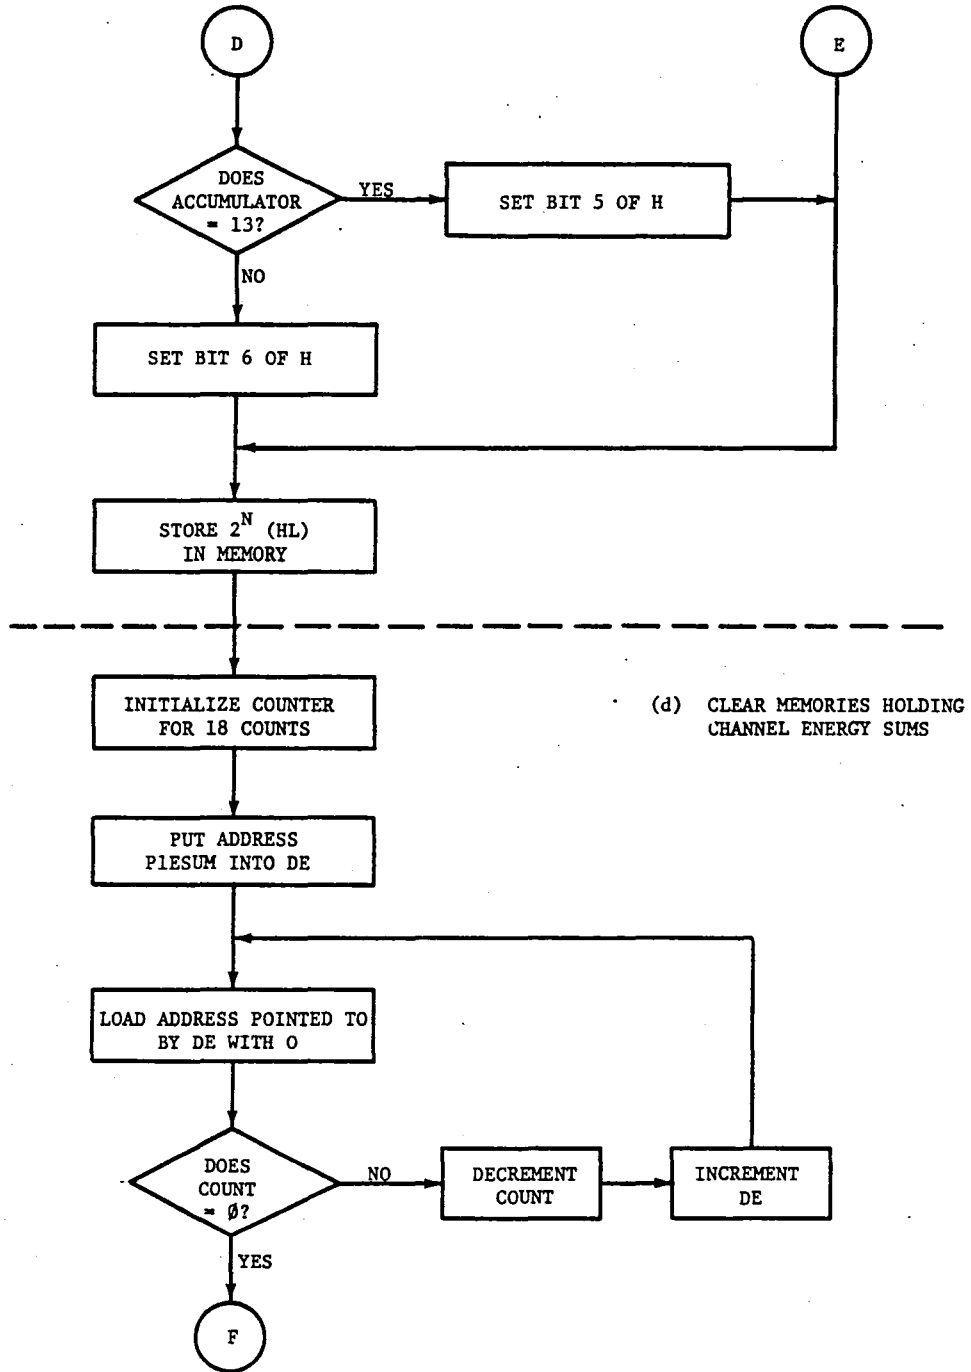 D
E
DOES
ACCUMULATOR
= 13?
YES
SET BIT 5 OF H
NO
SET BIT 6 OF H
STORE 2^N (HL)
IN MEMORY
INITIALIZE COUNTER
FOR 18 COUNTS
(d) CLEAR MEMORIES HOLDING
CHANNEL ENERGY SUMS
PUT ADDRESS
P1ESUM INTO DE
LOAD ADDRESS POINTED TO
BY DE WITH 0
DOES
COUNT
= Ø?
NO
DECREMENT
COUNT
INCREMENT
DE
YES
F